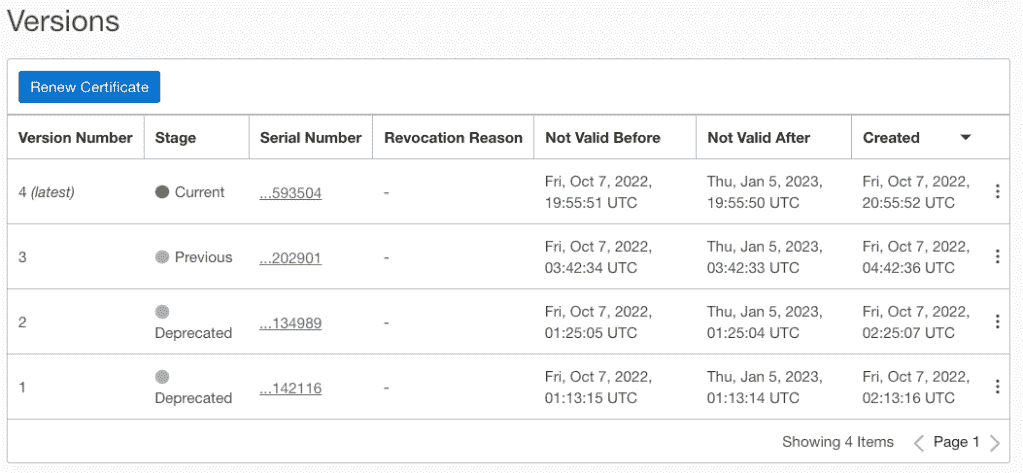 Versions
Renew Certificate
Version Number Stage Serial Number Revocation Reason Not Valid Before Not Valid After Created
4 (latest) Current ...593504 - Fri, Oct 7, 2022, Thu, Jan 5, 2023, Fri, Oct 7, 2022,
19:55:51 UTC 19:55:50 UTC 20:55:52 UTC
3 Previous ...202901 - Fri, Oct 7, 2022, Thu, Jan 5, 2023, Fri, Oct 7, 2022,
03:42:34 UTC 03:42:33 UTC 04:42:36 UTC
2 Deprecated ...134989 - Fri, Oct 7, 2022, Thu, Jan 5, 2023, Fri, Oct 7, 2022,
01:25:05 UTC 01:25:04 UTC 02:25:07 UTC
1 Deprecated ...142116 - Fri, Oct 7, 2022, Thu, Jan 5, 2023, Fri, Oct 7, 2022,
01:13:15 UTC 01:13:14 UTC 02:13:16 UTC
Showing 4 Items Page 1